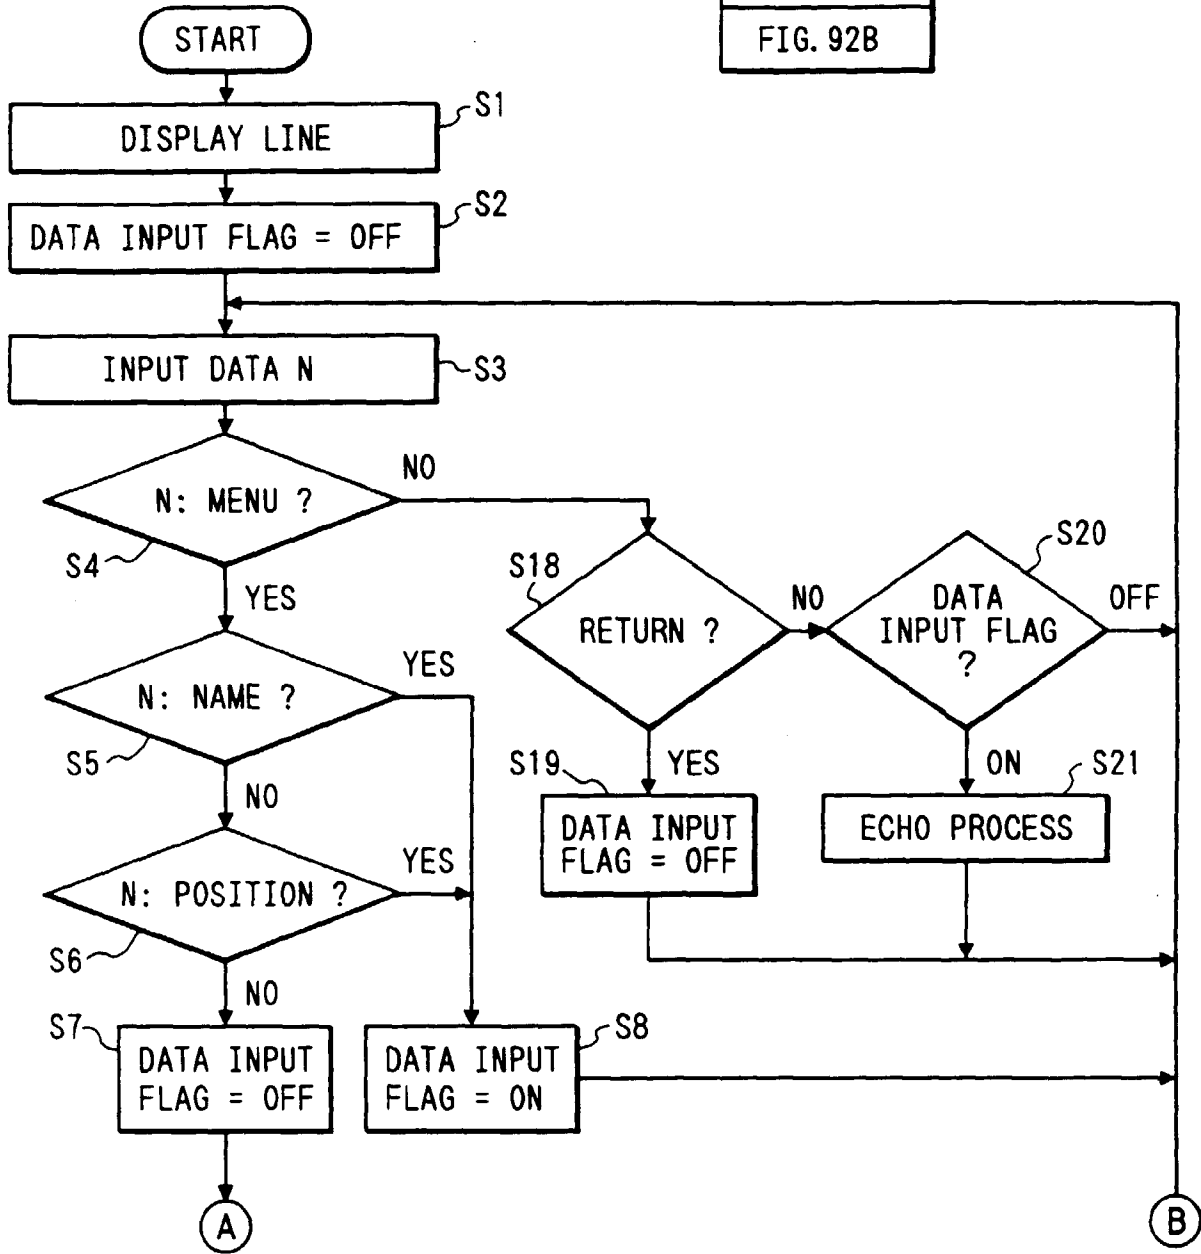 FIG. 92B
START
S1
DISPLAY LINE
S2
DATA INPUT FLAG = OFF
INPUT DATA N
S3
N: MENU ?
NO
S4
YES
S18
RETURN ?
NO
S20
DATA
INPUT FLAG
?
OFF
N: NAME ?
YES
S5
NO
S19
YES
DATA INPUT
FLAG = OFF
ON
S21
ECHO PROCESS
N: POSITION ?
YES
S6
NO
S7
DATA INPUT
FLAG = OFF
S8
DATA INPUT
FLAG = ON
A
B